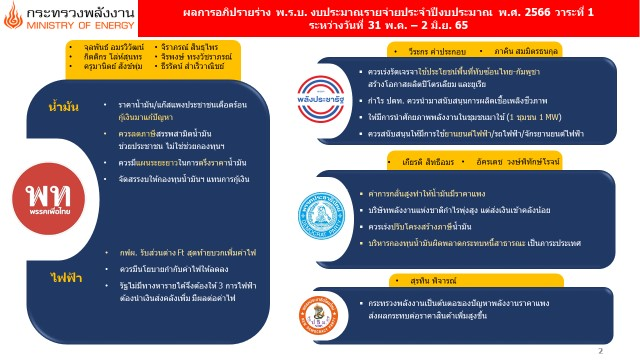 กระทรวงพลังงาน
MINISTRY OF ENERGY
ผลการอภิปรายร่าง พ.ร.บ. งบประมาณรายจ่ายประจำปีงบประมาณ พ.ศ. 2566 วาระที่ 1
ระหว่างวันที่ 31 พ.ค. – 2 มิ.ย. 65
• จุลพันธ์ อมรวิวัฒน์ • จิราภรณ์ สินธุไพร
• กิตติกร โล่ห์สุนทร • จิรพงษ์ ทรงวัชราภรณ์
• ครูมานิตย์ สังข์พุ่ม • ธีรรัตน์ สำเร็จวาณิชย์
น้ำมัน
• ราคาน้ำมัน/แก๊สแพงประชาชนเดือดร้อน
กู้เงินมาแก้ปัญหา
• ควรลดภาษีสรรพสามิตน้ำมัน
ช่วยประชาชน ไม่ใช่ช่วยกองทุนฯ
• ควรมีแผนระยะยาวในการตรึงราคาน้ำมัน
• จัดสรรงบให้กองทุนน้ำมันฯ แทนการกู้เงิน
พท
พรรคเพื่อไทย
ไฟฟ้า
• กฟผ. รับส่วนต่าง Ft สุดท้ายบวกเพิ่มค่าไฟ
• ควรมีนโยบายกำกับค่าไฟให้ลดลง
• รัฐไม่มีทางหารายได้จึงต้องให้ 3 การไฟฟ้า
ต้องนำเงินส่งคลังเพิ่ม มีผลต่อค่าไฟ
• วีระกร คำประกอบ • ภาดิน สมมิตรธนกุล
พลังประชารัฐ
▪ ควรเร่งรัดเจรจาใช้ประโยชน์พื้นที่ทับซ้อนไทย-กัมพูชา
สร้างโอกาสผลิตปิโตรเลียม และยูเรีย
▪ กำไร ปตท. ควรนำมาสนับสนุนการผลิตเชื้อเพลิงชีวภาพ
▪ ให้มีการนำศักยภาพพลังงานในชุมชนมาใช้ (1 ชุมชน 1 MW)
▪ ควรสนับสนุนให้มีการใช้ยานยนต์ไฟฟ้า/รถไฟฟ้า/จักรยานยนต์ไฟฟ้า
• เกียรติ สิทธีอมร • อัครเดช วงษ์พิทักษ์โรจน์
▪ ค่าการกลั่นสูงทำให้น้ำมันมีราคาแพง
▪ บริษัทพลังงานแห่งชาติกำไรพุ่งสูง แต่ส่งเงินเข้าคลังน้อย
▪ ควรเร่งปรับโครงสร้างภาษีน้ำมัน
▪ บริหารกองทุนน้ำมันผิดพลาดกระทบหนี้สาธารณะ เป็นภาระประเทศ
• สุรทิน พิจารณ์
▪ กระทรวงพลังงานเป็นต้นตอของปัญหาพลังงานราคาแพง
ส่งผลกระทบต่อราคาสินค้าเพิ่มสูงขึ้น
2